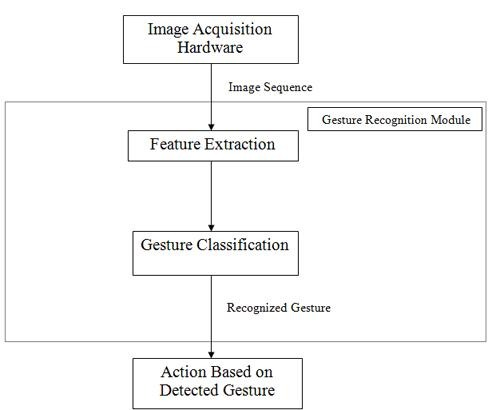 Image Acquisition
Hardware
Image Sequence
Gesture Recognition Module
Feature Extraction
Gesture Classification
Recognized Gesture
Action Based on
Detected Gesture